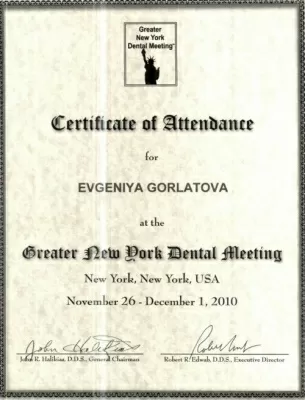 Greater
New York
Dental Meeting™
Certificate of Attendance
for
EVGENIYA GORLATOVA
at the
Greater New York Dental Meeting
New York, New York, USA
November 26 - December 1, 2010
John R. Halikias, D.D.S., General Chairman
Robert R. Edwab, D.D.S., Executive Director